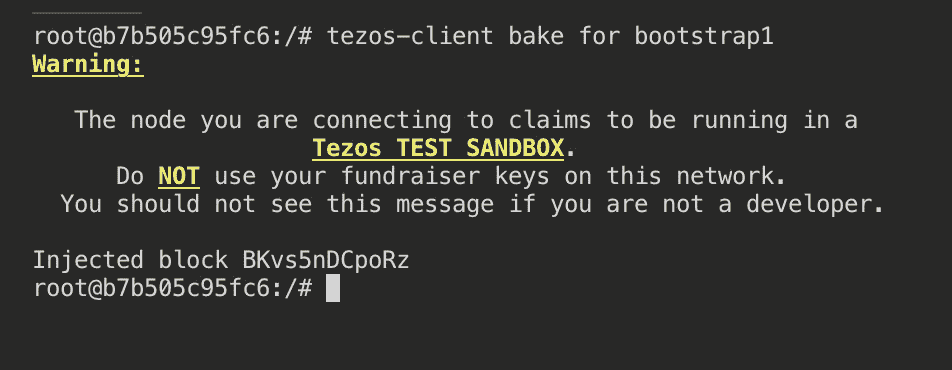 root@b7b505c95fc6:/# tezos-client bake for bootstrap1
Warning:
The node you are connecting to claims to be running in a
Tezos TEST SANDBOX.
Do NOT use your fundraiser keys on this network.
You should not see this message if you are not a developer.
Injected block BKvs5nDCpoRz
root@b7b505c95fc6:/#